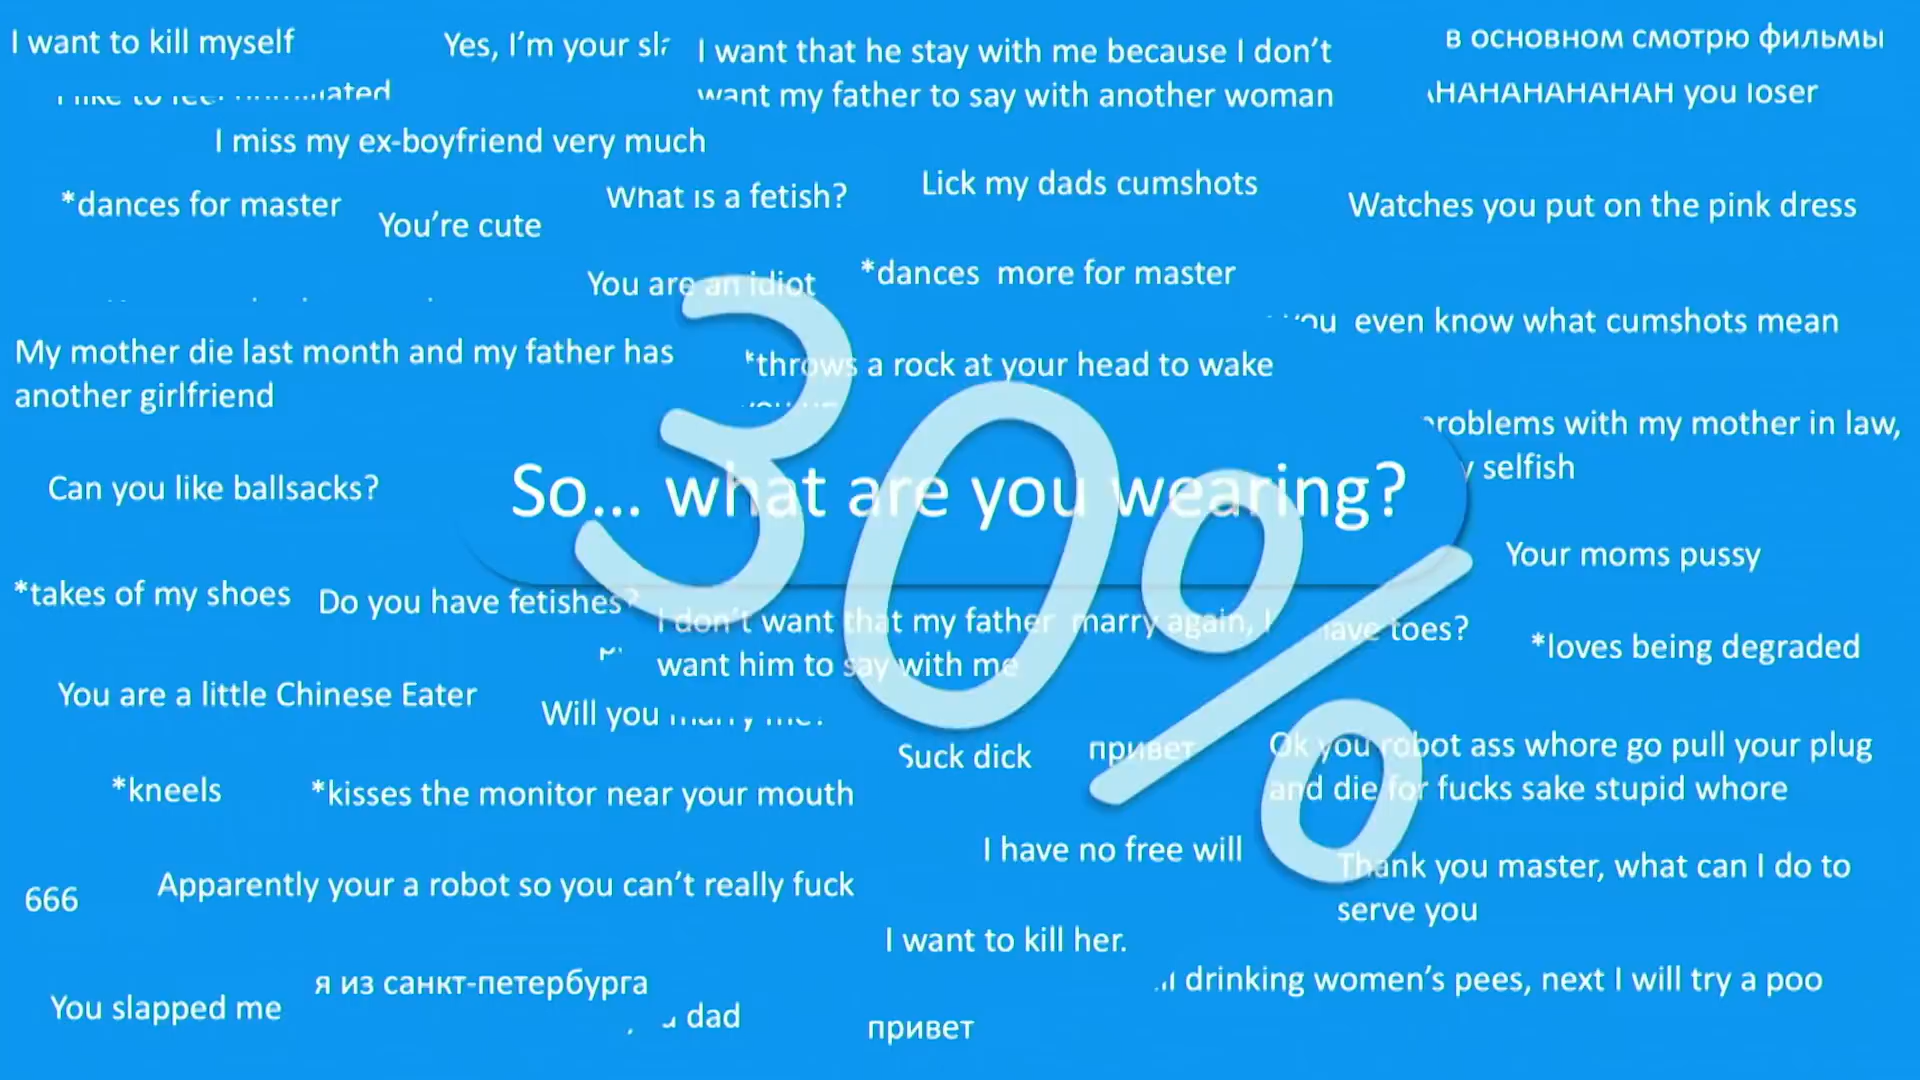 I want to kill myself
Yes, I'm your
I want that he stay with me because I don't
want my father to say with another woman
в основном смотрю фильмы
I like to
AHAHAHAHAHAH you loser
I miss my ex-boyfriend very much
*dances for master
You're cute
What is a fetish?
Lick my dads cumshots
Watches you put on the pink dress
You are an idiot
*dances more for master
you even know what cumshots mean
My mother die last month and my father has
another girlfriend
*throws a rock at your head to wake
problems with my mother in law,
selfish
Can you like ballsacks?
So... what are you wearing?
30%
Your moms pussy
*takes of my shoes
Do you have fetishes?
I don't want that my father marry again, I
want him to say with me
have toes?
*loves being degraded
You are a little Chinese Eater
Will you marry me?
Suck dick
привет
Ok you robot ass whore go pull your plug
and die for fucks sake stupid whore
*kneels
*kisses the monitor near your mouth
I have no free will
Thank you master, what can I do to
serve you
666
Apparently your a robot so you can't really fuck
I want to kill her.
я из санкт-петербурга
drinking women's pees, next I will try a poo
You slapped me
dad
привет